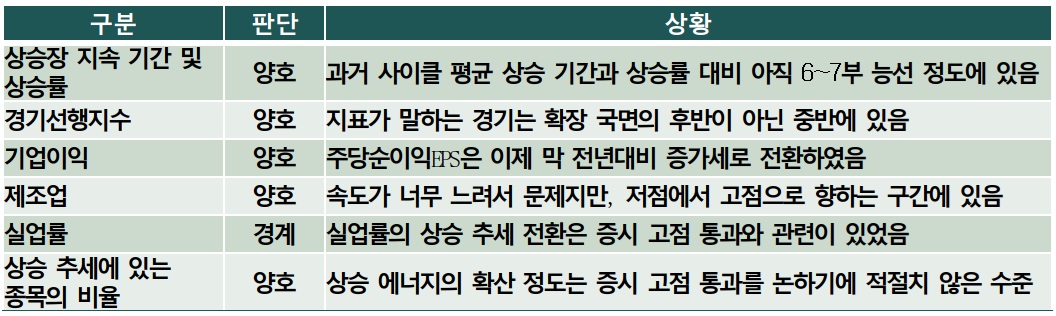 구분 판단 상황
상승장 지속 기간 및
상승률 양호 과거 사이클 평균 상승 기간과 상승률 대비 아직 6~7부 능선 정도에 있음
경기선행지수 양호 지표가 말하는 경기는 확장 국면의 후반이 아닌 중반에 있음
기업이익 양호 주당순이익EPS은 이제 막 전년대비 증가세로 전환하였음
제조업 양호 속도가 너무 느려서 문제지만, 저점에서 고점으로 향하는 구간에 있음
실업률 경계 실업률의 상승 추세 전환은 증시 고점 통과와 관련이 있었음
상승 추세에 있는
종목의 비율 양호 상승 에너지의 확산 정도는 증시 고점 통과를 논하기에 적절치 않은 수준